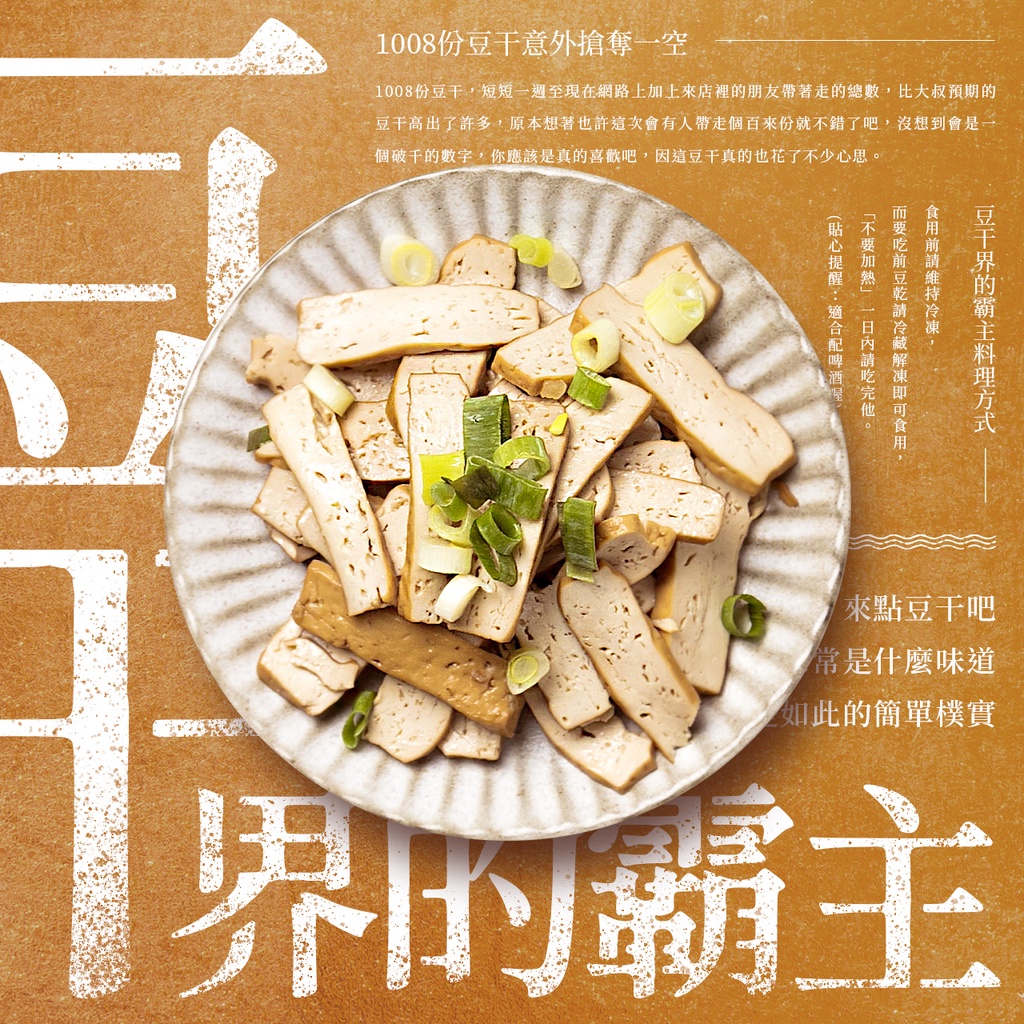 1008份豆干意外搶奪一空
1008份豆干，短短一週至現在網路上加上來店裡的朋友帶著走的總數，比大叔預期的
豆干高出了許多，原本想著也許這次會有人帶走個百來份就不錯了吧，沒想到會是一
個破千的數字，你應該是真的喜歡吧，因這豆干真的也花了不少心思。
豆干界的霸主料理方式
食用前請維持冷凍，
而要吃前豆乾請冷藏解凍即可食用，
「不要加熱」一日內請吃完他。
（貼心提醒：適合配啤酒喔）
來點豆干吧
常是什麼味道
如此的簡單樸實
豆干
界的霸主